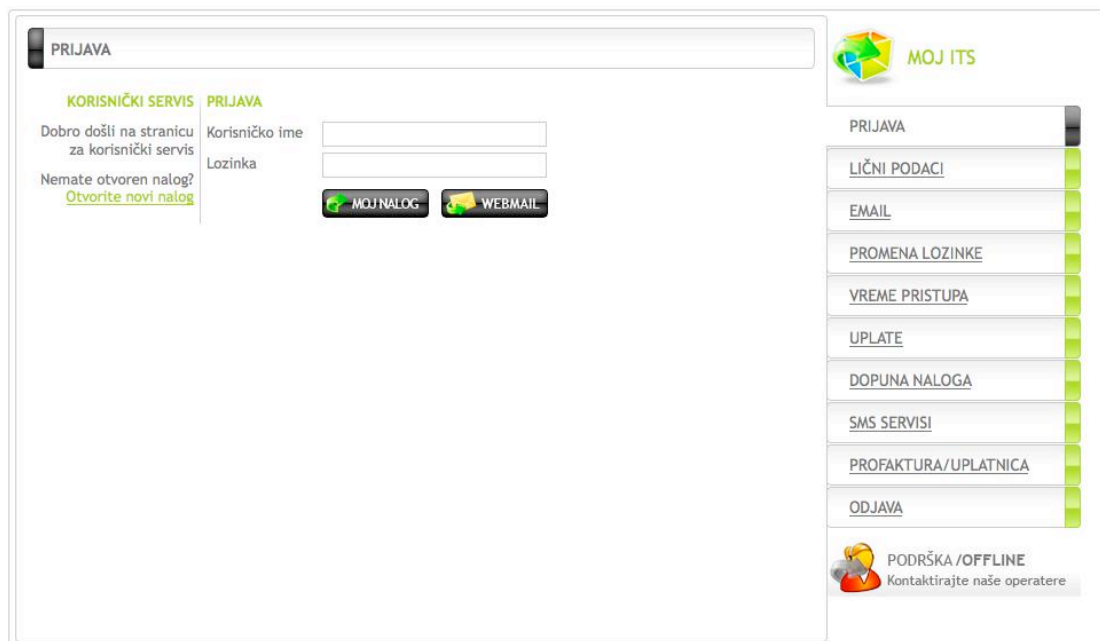 PRIJAVA
KORISNIČKI SERVIS
Dobro došli na stranicu
za korisnički servis
Nemate otvoren nalog?
Otvorite novi nalog
PRIJAVA
Korisničko ime
Lozinka
MOJ NALOG
WEBMAIL
MOJ ITS
PRIJAVA
LIČNI PODACI
EMAIL
PROMENA LOZINKE
VREME PRISTUPA
UPLATE
DOPUNA NALOGA
SMS SERVISI
PROFAKTURA/UPLATNICA
ODJAVA
PODRŠKA /OFFLINE
Kontaktirajte naše operatere